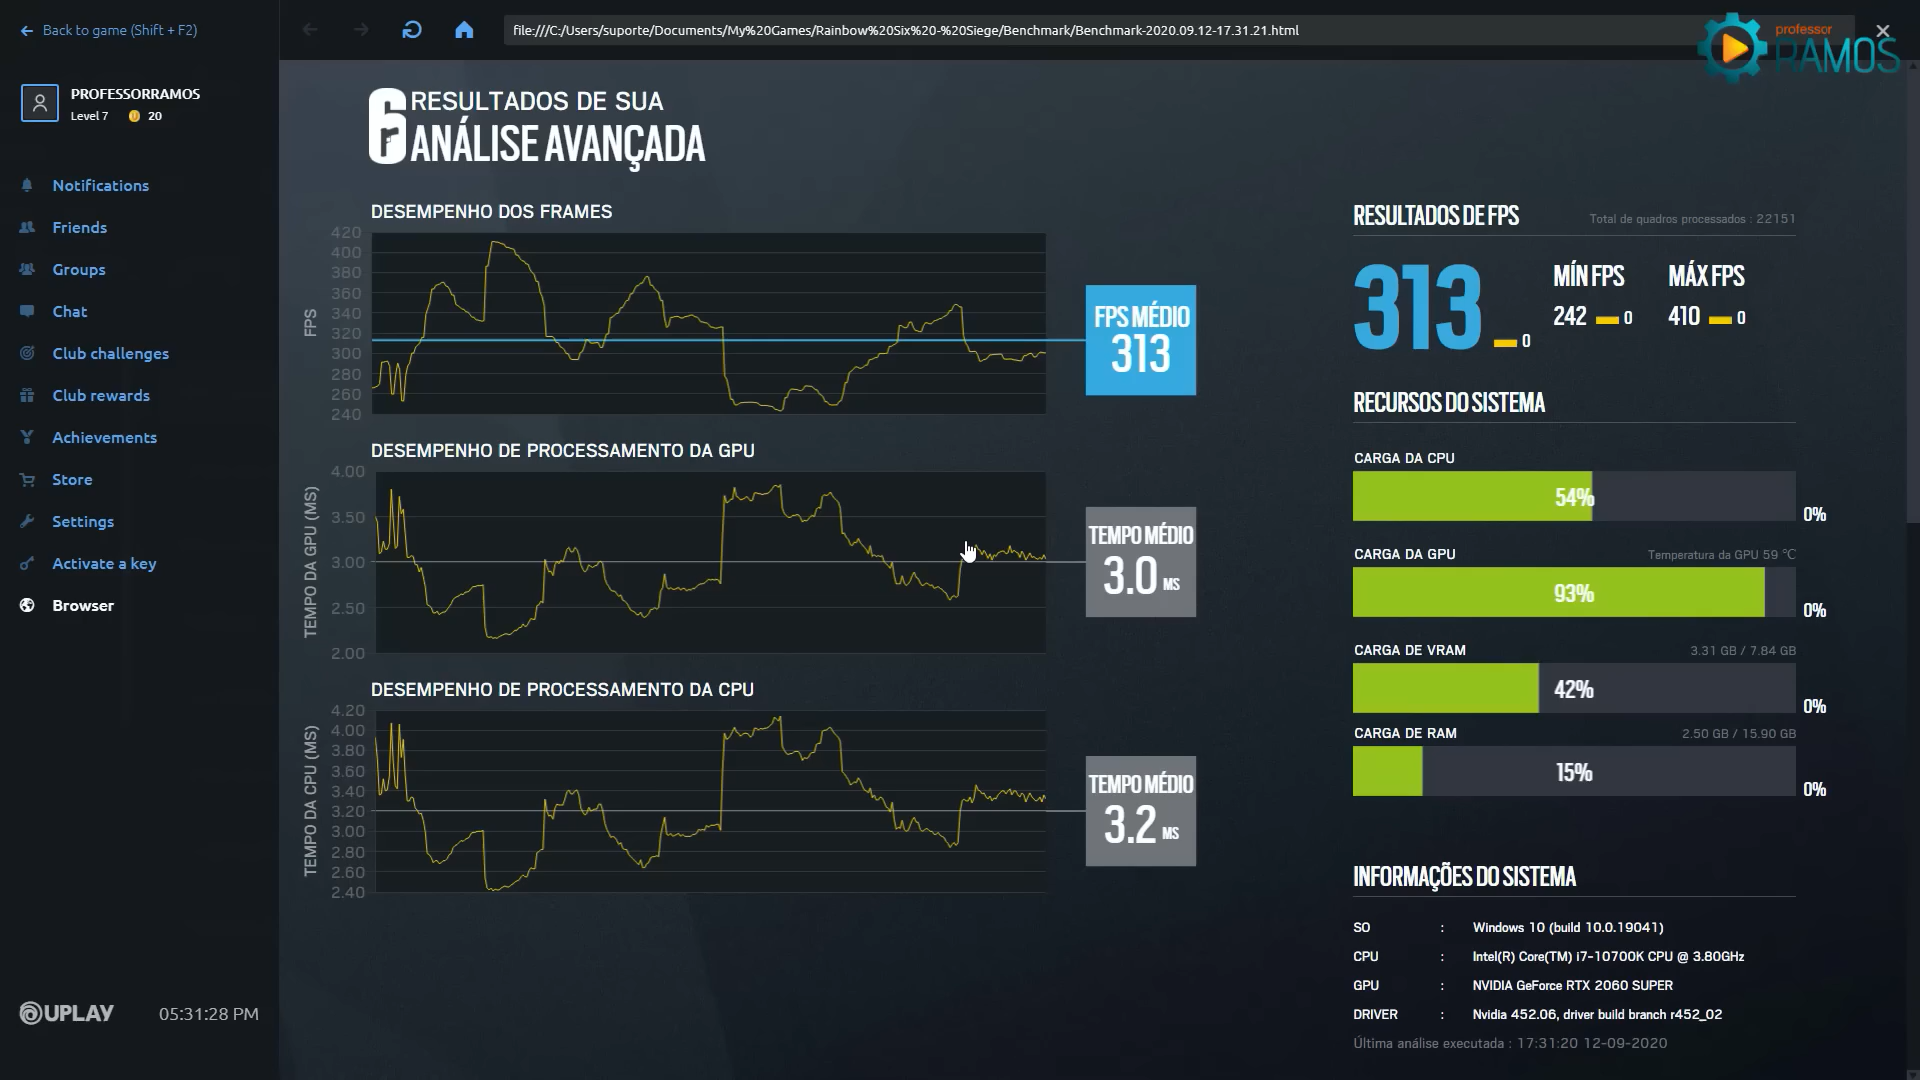 Back to game (Shift + F2)
file:///C:/Users/suporte/Documents/My%20Games/Rainbow%20Six%20-%20Siege/Benchmark/Benchmark-2020.09.12-17.31.21.html
professor
RAMOS
PROFESSORRAMOS
Level 7 20
Notifications
Friends
Groups
Chat
Club challenges
Club rewards
Achievements
Store
Settings
Activate a key
Browser
UPLAY
05:31:28 PM
6
RESULTADOS DE SUA
ANÁLISE AVANÇADA
DESEMPENHO DOS FRAMES
FPS
420
400
380
360
340
320
300
280
260
240
FPS MÉDIO
313
DESEMPENHO DE PROCESSAMENTO DA GPU
TEMPO DA GPU (MS)
4.00
3.50
3.00
2.50
2.00
TEMPO MÉDIO
3.0 MS
DESEMPENHO DE PROCESSAMENTO DA CPU
TEMPO DA CPU (MS)
4.20
4.00
3.80
3.60
3.40
3.20
3.00
2.80
2.60
2.40
TEMPO MÉDIO
3.2 MS
RESULTADOS DE FPS
Total de quadros processados : 22151
313 0
MÍN FPS
242 0
MÁX FPS
410 0
RECURSOS DO SISTEMA
CARGA DA CPU
54%
0%
CARGA DA GPU
Temperatura da GPU 59 °C
93%
0%
CARGA DE VRAM
3.31 GB / 7.84 GB
42%
0%
CARGA DE RAM
2.50 GB / 15.90 GB
15%
0%
INFORMAÇÕES DO SISTEMA
SO : Windows 10 (build 10.0.19041)
CPU : Intel(R) Core(TM) i7-10700K CPU @ 3.80GHz
GPU : NVIDIA GeForce RTX 2060 SUPER
DRIVER : Nvidia 452.06, driver build branch r452_02
Última análise executada : 17:31:20 12-09-2020